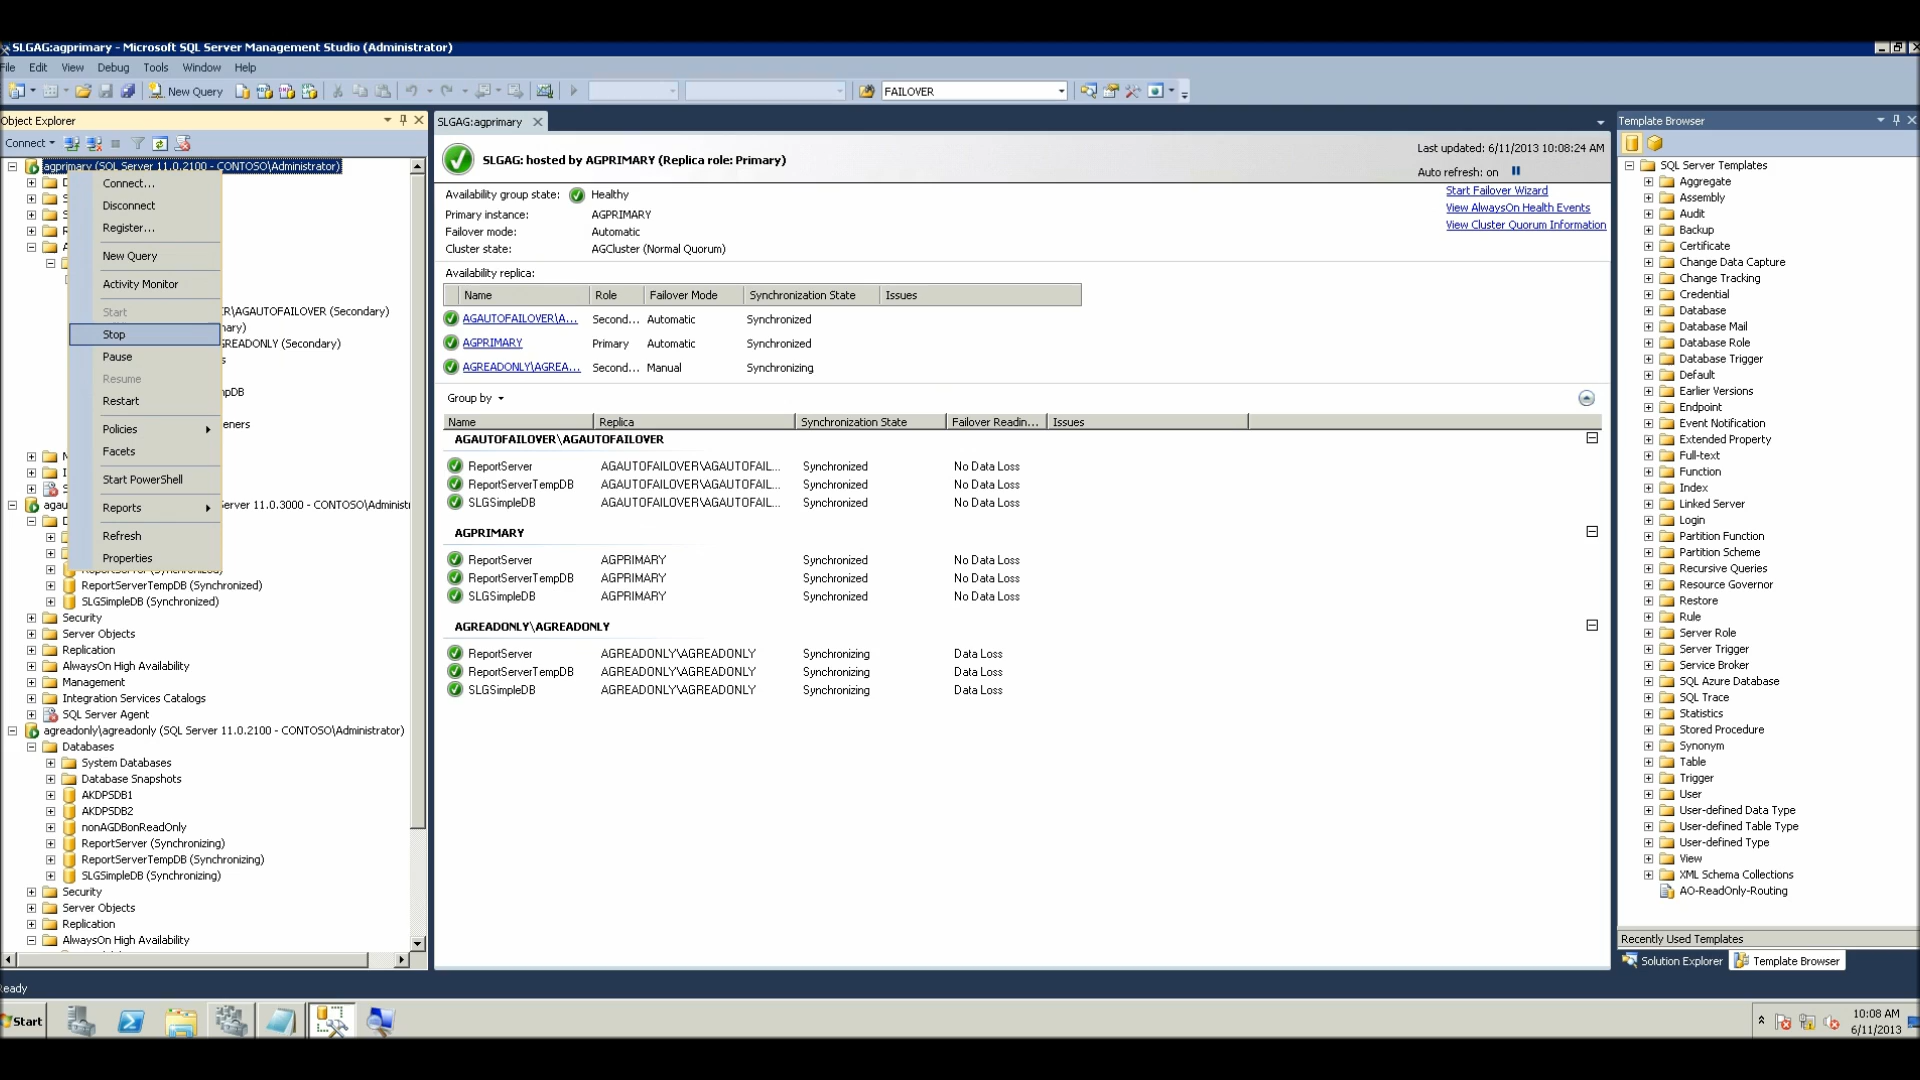 SLGAG:agprimary - Microsoft SQL Server Management Studio (Administrator)
File Edit View Debug Tools Window Help
New Query FAILOVER
Object Explorer
Connect
agprimary (SQL Server 11.0.2100 - CONTOSO\Administrator)
Connect...
Disconnect
Register...
New Query
Activity Monitor
Start
Stop
Pause
Resume
Restart
Policies
Facets
Start PowerShell
Reports
Refresh
Properties
R\AGAUTOFAILOVER (Secondary)
ary)
GREADONLY (Secondary)
s
npDB
eners
agau
erver 11.0.3000 - CONTOSO\Administr
ReportServer (Synchronized)
ReportServerTempDB (Synchronized)
SLGSimpleDB (Synchronized)
Security
Server Objects
Replication
AlwaysOn High Availability
Management
Integration Services Catalogs
SQL Server Agent
agreadonly\agreadonly (SQL Server 11.0.2100 - CONTOSO\Administrator)
Databases
System Databases
Database Snapshots
AKDPSDB1
AKDPSDB2
nonAGDBonReadOnly
ReportServer (Synchronizing)
ReportServerTempDB (Synchronizing)
SLGSimpleDB (Synchronizing)
Security
Server Objects
Replication
AlwaysOn High Availability
SLGAG:agprimary
SLGAG: hosted by AGPRIMARY (Replica role: Primary)
Last updated: 6/11/2013 10:08:24 AM
Auto refresh: on
Availability group state: Healthy
Primary instance: AGPRIMARY
Failover mode: Automatic
Cluster state: AGCluster (Normal Quorum)
Start Failover Wizard
View AlwaysOn Health Events
View Cluster Quorum Information
Availability replica:
Name Role Failover Mode Synchronization State Issues
AGAUTOFAILOVER\A... Second... Automatic Synchronized
AGPRIMARY Primary Automatic Synchronized
AGREADONLY\AGREA... Second... Manual Synchronizing
Group by
Name Replica Synchronization State Failover Readin... Issues
AGAUTOFAILOVER\AGAUTOFAILOVER
ReportServer AGAUTOFAILOVER\AGAUTOFAIL... Synchronized No Data Loss
ReportServerTempDB AGAUTOFAILOVER\AGAUTOFAIL... Synchronized No Data Loss
SLGSimpleDB AGAUTOFAILOVER\AGAUTOFAIL... Synchronized No Data Loss
AGPRIMARY
ReportServer AGPRIMARY Synchronized No Data Loss
ReportServerTempDB AGPRIMARY Synchronized No Data Loss
SLGSimpleDB AGPRIMARY Synchronized No Data Loss
AGREADONLY\AGREADONLY
ReportServer AGREADONLY\AGREADONLY Synchronizing Data Loss
ReportServerTempDB AGREADONLY\AGREADONLY Synchronizing Data Loss
SLGSimpleDB AGREADONLY\AGREADONLY Synchronizing Data Loss
Template Browser
SQL Server Templates
Aggregate
Assembly
Audit
Backup
Certificate
Change Data Capture
Change Tracking
Credential
Database
Database Mail
Database Role
Database Trigger
Default
Earlier Versions
Endpoint
Event Notification
Extended Property
Full-text
Function
Index
Linked Server
Login
Partition Function
Partition Scheme
Recursive Queries
Resource Governor
Restore
Rule
Server Role
Server Trigger
Service Broker
SQL Azure Database
SQL Trace
Statistics
Stored Procedure
Synonym
Table
Trigger
User
User-defined Data Type
User-defined Table Type
User-defined Type
View
XML Schema Collections
AO-ReadOnly-Routing
Recently Used Templates
Solution Explorer Template Browser
eady
Start
10:08 AM
6/11/2013